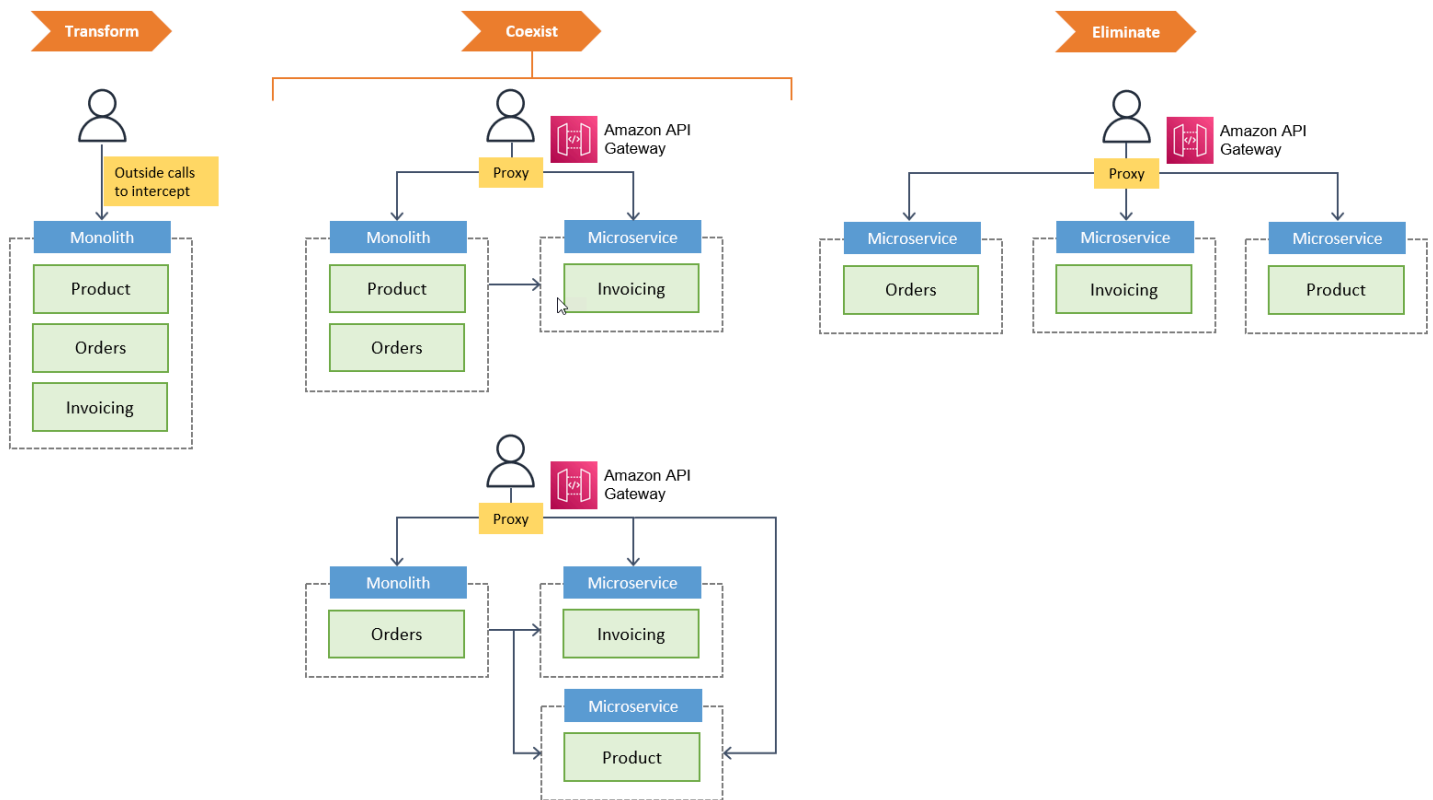 Transform
Coexist
Eliminate
Outside calls
to intercept
Monolith
Product
Orders
Invoicing
Amazon API
Gateway
Proxy
Monolith
Product
Orders
Microservice
Invoicing
Amazon API
Gateway
Proxy
Monolith
Orders
Microservice
Invoicing
Microservice
Product
Amazon API
Gateway
Proxy
Microservice
Orders
Microservice
Invoicing
Microservice
Product